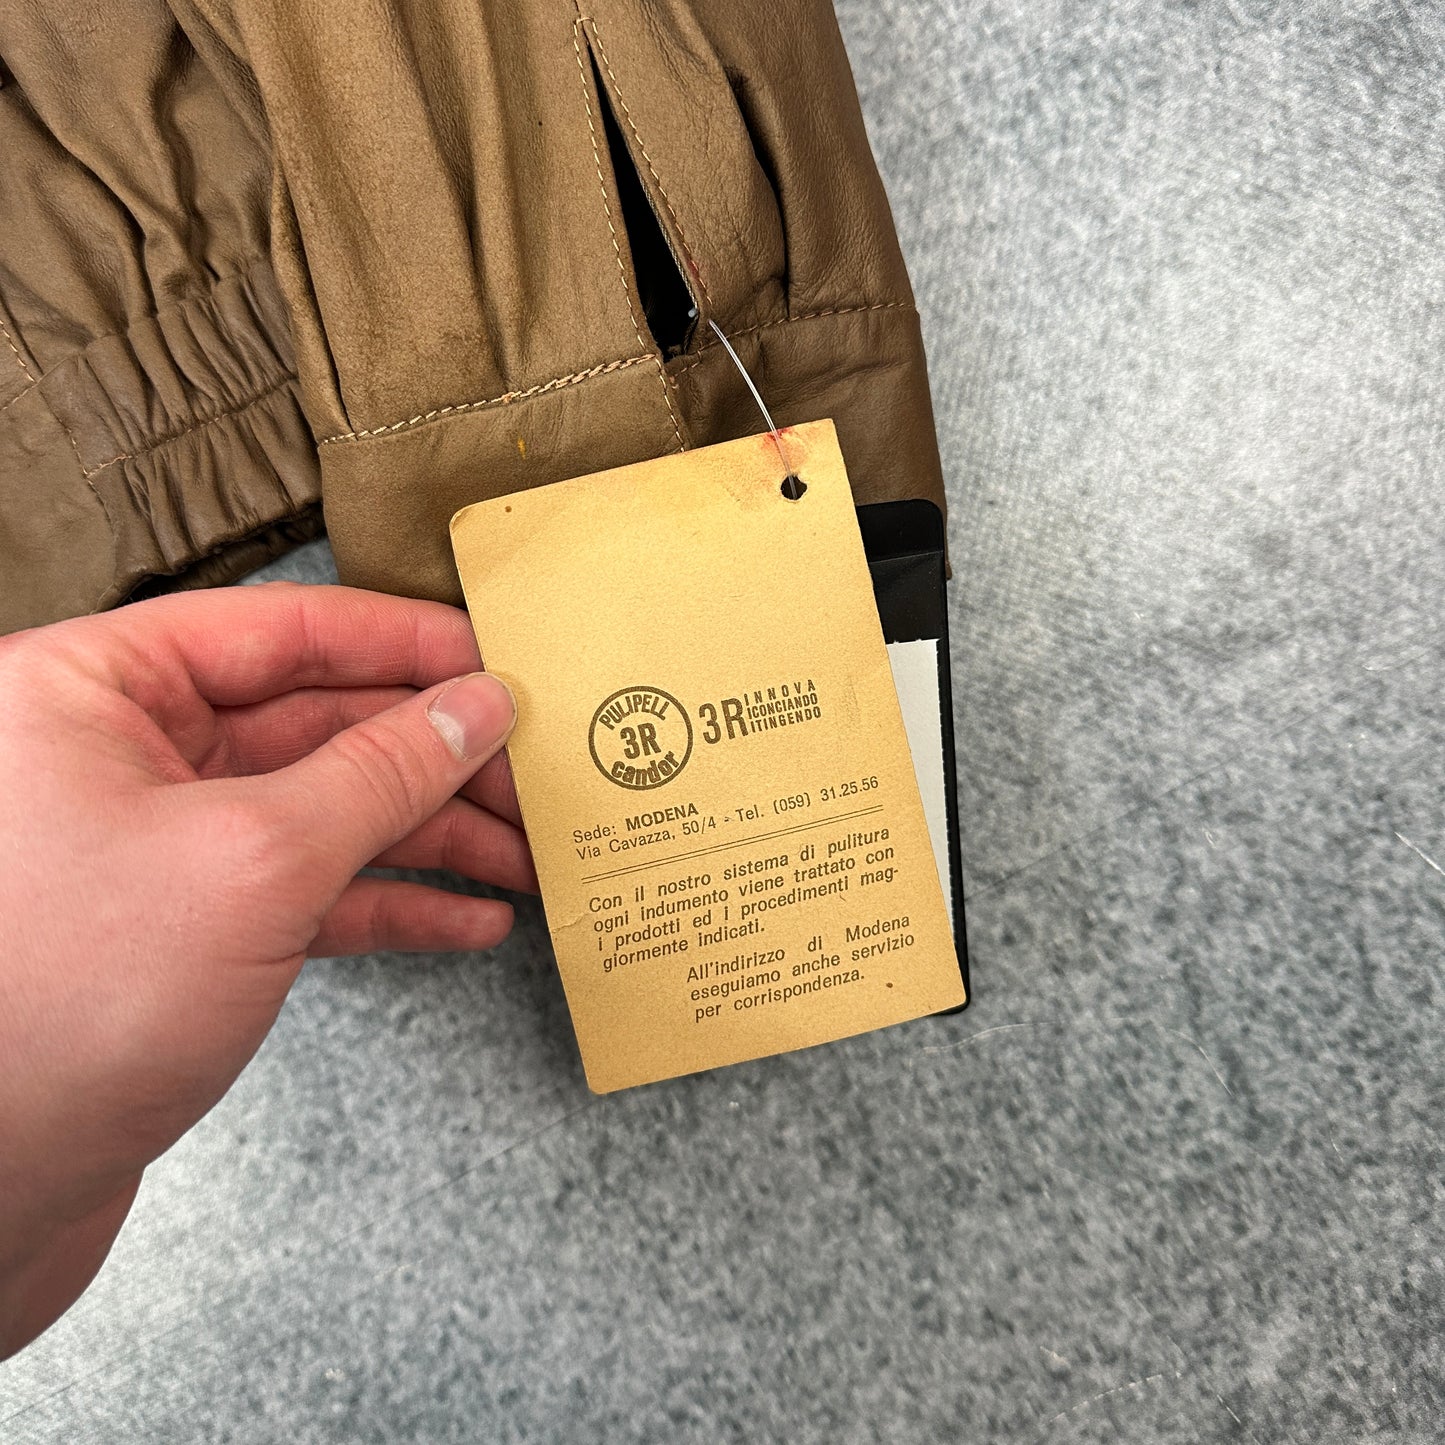 PULIPELL
3R
candor
3R INNOVA
ICONCIANDO
ITINGENDO
Sede: MODENA
Via Cavazza, 50/4 - Tel. (059) 31.25.56
Con il nostro sistema di pulitura
ogni indumento viene trattato con
i prodotti ed i procedimenti mag-
giormente indicati.
All'indirizzo di Modena
eseguiamo anche servizio
per corrispondenza.